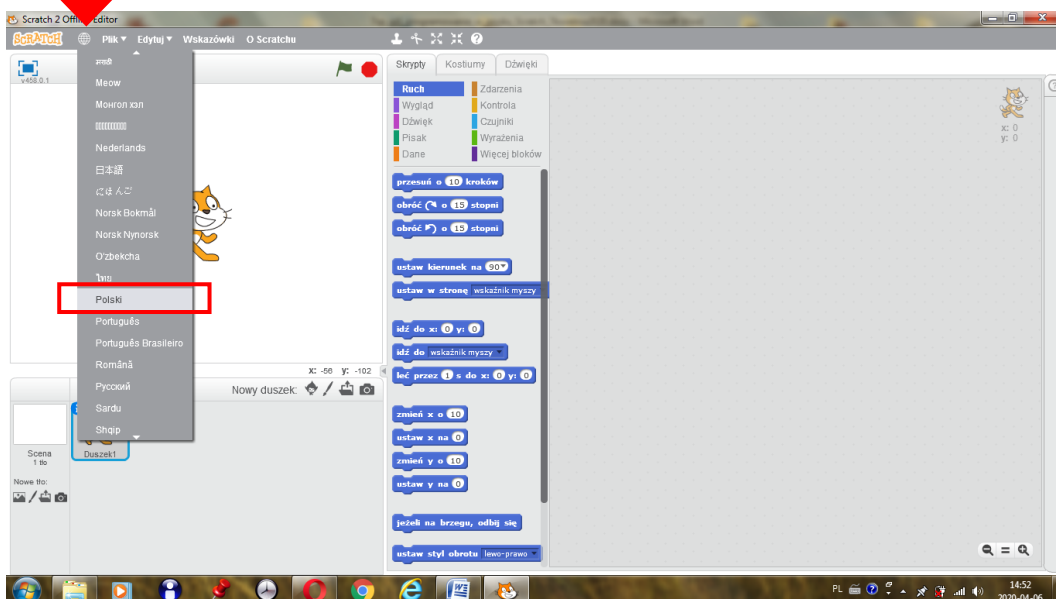 Scratch 2 Offline Editor
SCRATCH Plik Edytuj Wskazówki O Scratchu
v458.0.1
मराठी
Meow
Монгол хэл
Nederlands
日本語
にほんご
Norsk Bokmål
Norsk Nynorsk
O'zbekcha
ไทย
Polski
Português
Português Brasileiro
Română
Русский
Sardu
Shqip
X: -56 y: -102
Nowy duszek:
Scena
1 tło
Duszek1
Nowe tło:
Skrypty Kostiumy Dźwięki
Ruch Zdarzenia
Wygląd Kontrola
Dźwięk Czujniki
Pisak Wyrażenia
Dane Więcej bloków
przesuń o 10 kroków
obróć o 15 stopni
obróć o 15 stopni
ustaw kierunek na 90
ustaw w stronę wskaźnik myszy
idź do x: 0 y: 0
idź do wskaźnik myszy
leć przez 1 s do x: 0 y: 0
zmień x o 10
ustaw x na 0
zmień y o 10
ustaw y na 0
jeżeli na brzegu, odbij się
ustaw styl obrotu lewo-prawo
x: 0
y: 0
PL
14:52
2020-04-06